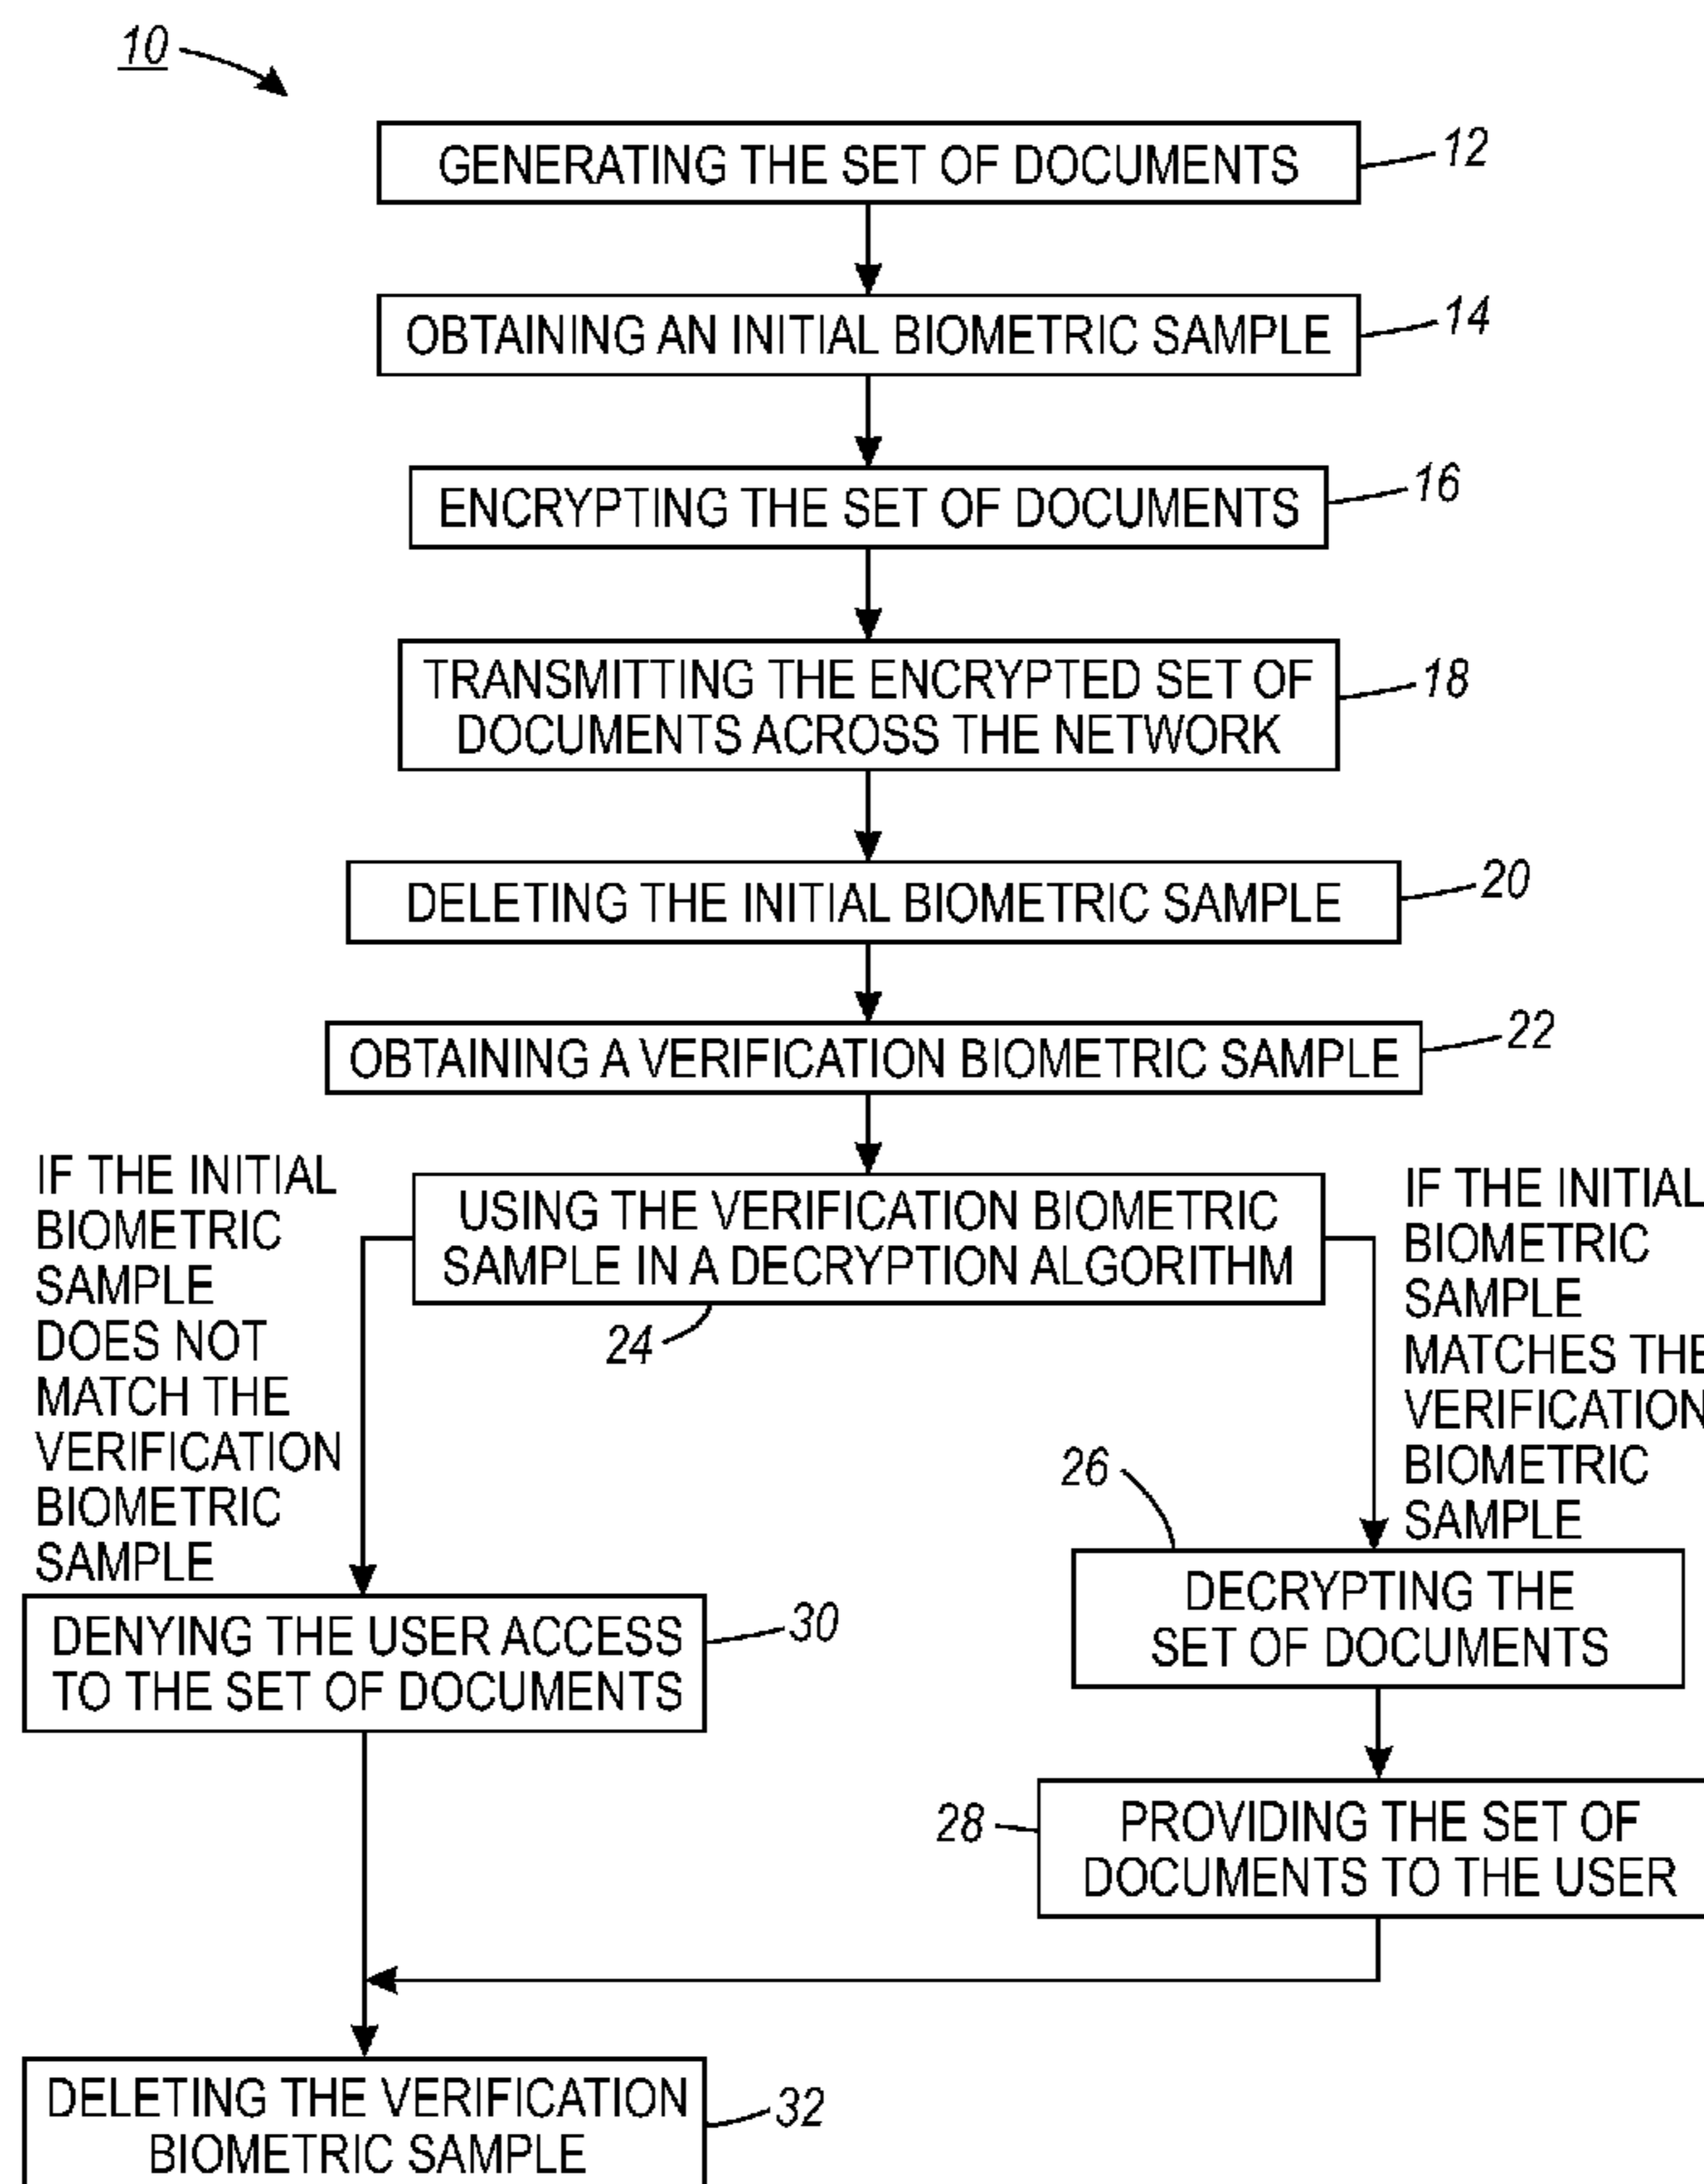 10
GENERATING THE SET OF DOCUMENTS
12
OBTAINING AN INITIAL BIOMETRIC SAMPLE
14
ENCRYPTING THE SET OF DOCUMENTS
16
TRANSMITTING THE ENCRYPTED SET OF
DOCUMENTS ACROSS THE NETWORK
18
DELETING THE INITIAL BIOMETRIC SAMPLE
20
OBTAINING A VERIFICATION BIOMETRIC SAMPLE
22
USING THE VERIFICATION BIOMETRIC
SAMPLE IN A DECRYPTION ALGORITHM
24
IF THE INITIAL
BIOMETRIC
SAMPLE
DOES NOT
MATCH THE
VERIFICATION
BIOMETRIC
SAMPLE
IF THE INITIAL
BIOMETRIC
SAMPLE
MATCHES THE
VERIFICATION
BIOMETRIC
SAMPLE
26
DECRYPTING THE
SET OF DOCUMENTS
DENYING THE USER ACCESS
TO THE SET OF DOCUMENTS
30
28
PROVIDING THE SET OF
DOCUMENTS TO THE USER
DELETING THE VERIFICATION
BIOMETRIC SAMPLE
32